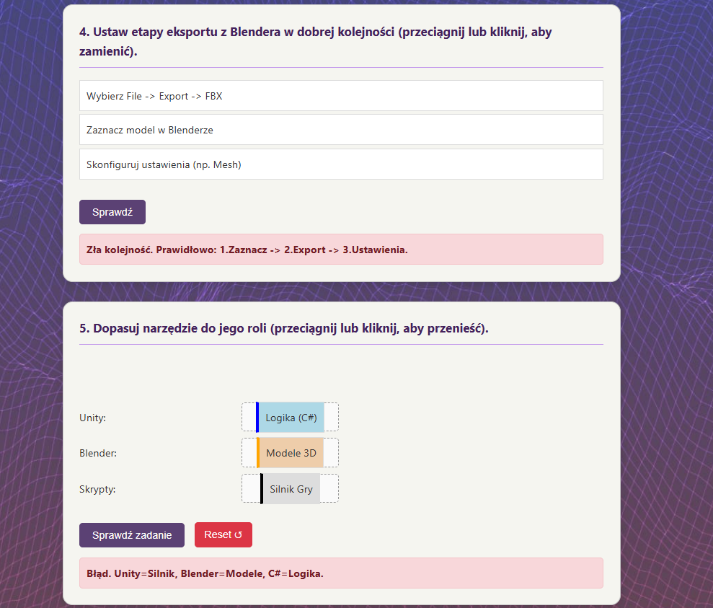 4. Ustaw etapy eksportu z Blendera w dobrej kolejności (przeciągnij lub kliknij, aby
zamienić).
Wybierz File -> Export -> FBX
Zaznacz model w Blenderze
Skonfiguruj ustawienia (np. Mesh)
Sprawdź
Zła kolejność. Prawidłowo: 1.Zaznacz -> 2.Export -> 3.Ustawienia.
5. Dopasuj narzędzie do jego roli (przeciągnij lub kliknij, aby przenieść).
Unity: Logika (C#)
Blender: Modele 3D
Skrypty: Silnik Gry
Sprawdź zadanie Reset ↺
Błąd. Unity=Silnik, Blender=Modele, C#=Logika.